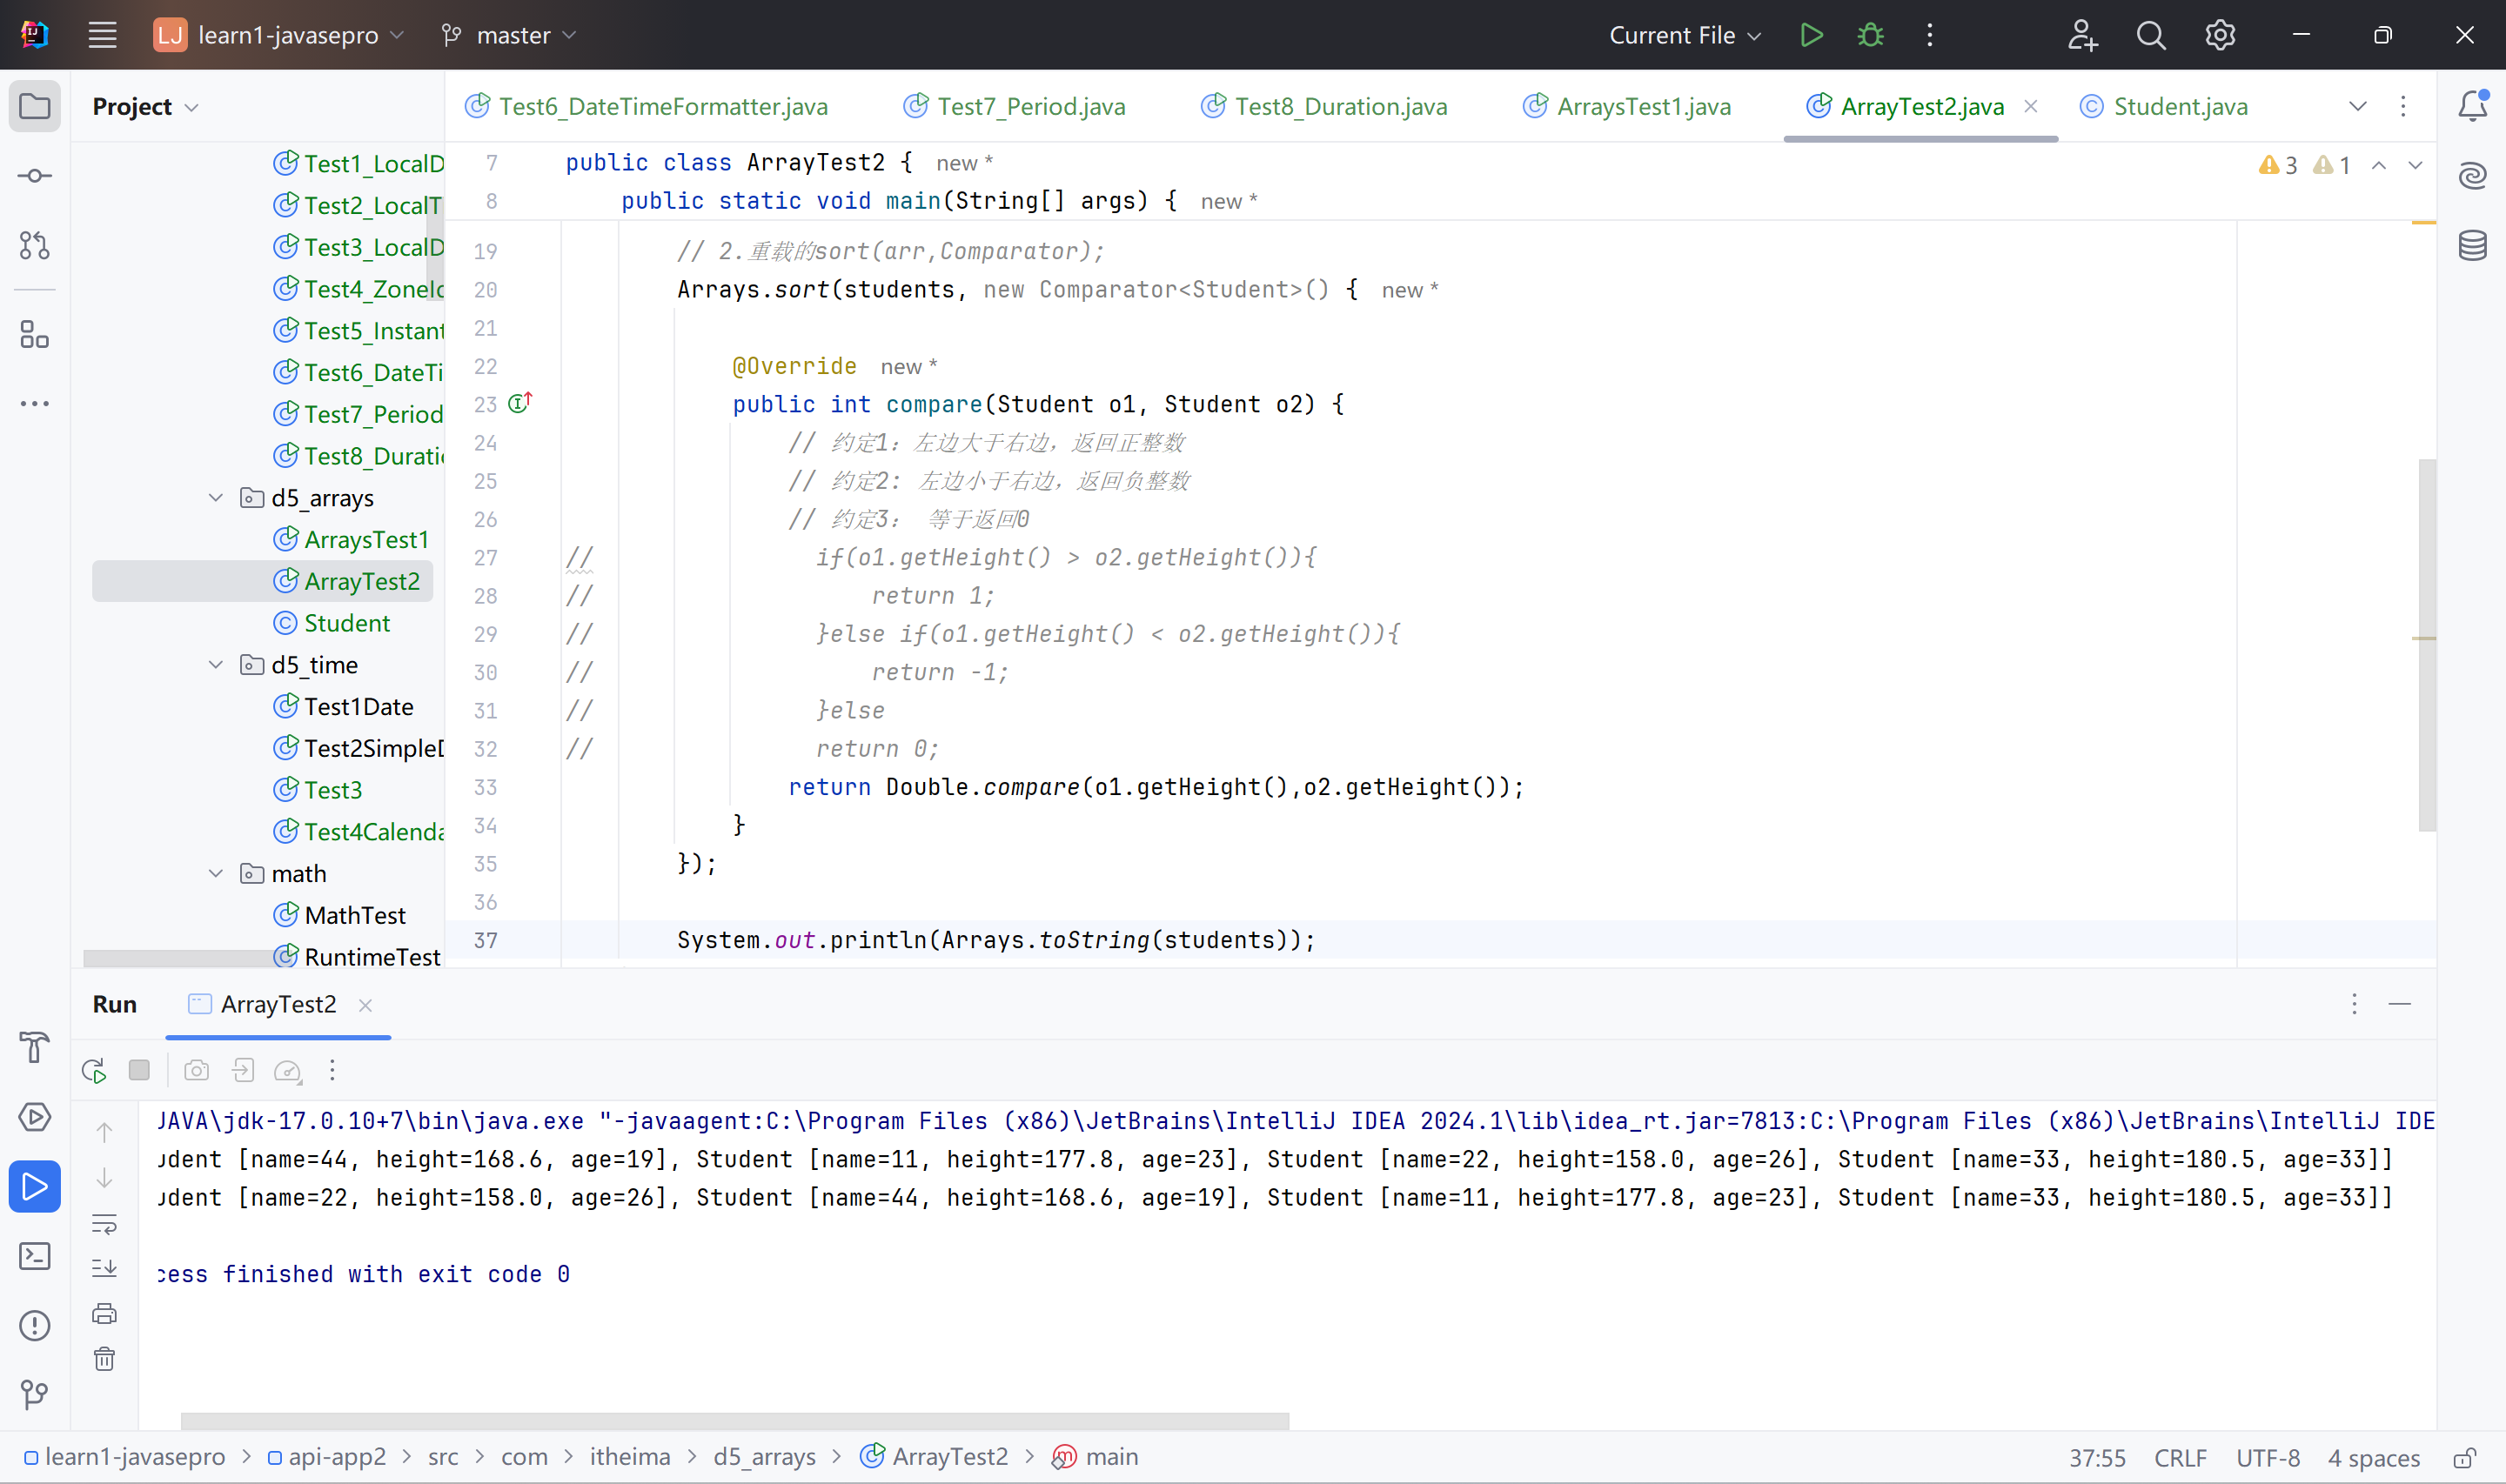 LJ learn1-javasepro master Current File
Project
Test6_DateTimeFormatter.java Test7_Period.java Test8_Duration.java ArraysTest1.java ArrayTest2.java Student.java
Test1_LocalD
Test2_LocalT
Test3_LocalD
Test4_ZoneIc
Test5_Instant
Test6_DateTi
Test7_Period
Test8_Durati
d5_arrays
ArraysTest1
ArrayTest2
Student
d5_time
Test1Date
Test2SimpleD
Test3
Test4Calenda
math
MathTest
RuntimeTest
3 1
7 public class ArrayTest2 { new *
8 public static void main(String[] args) { new *
19 // 2.重载的sort(arr,Comparator);
20 Arrays.sort(students, new Comparator<Student>() { new *
21
22 @Override new *
23 public int compare(Student o1, Student o2) {
24 // 约定1：左边大于右边，返回正整数
25 // 约定2: 左边小于右边，返回负整数
26 // 约定3： 等于返回0
27 // if(o1.getHeight() > o2.getHeight()){
28 // return 1;
29 // }else if(o1.getHeight() < o2.getHeight()){
30 // return -1;
31 // }else
32 // return 0;
33 return Double.compare(o1.getHeight(),o2.getHeight());
34 }
35 });
36
37 System.out.println(Arrays.toString(students));
Run ArrayTest2
JAVA\jdk-17.0.10+7\bin\java.exe "-javaagent:C:\Program Files (x86)\JetBrains\IntelliJ IDEA 2024.1\lib\idea_rt.jar=7813:C:\Program Files (x86)\JetBrains\IntelliJ IDE
udent [name=44, height=168.6, age=19], Student [name=11, height=177.8, age=23], Student [name=22, height=158.0, age=26], Student [name=33, height=180.5, age=33]]
udent [name=22, height=158.0, age=26], Student [name=44, height=168.6, age=19], Student [name=11, height=177.8, age=23], Student [name=33, height=180.5, age=33]]
cess finished with exit code 0
learn1-javasepro > api-app2 > src > com > itheima > d5_arrays > ArrayTest2 > main 37:55 CRLF UTF-8 4 spaces